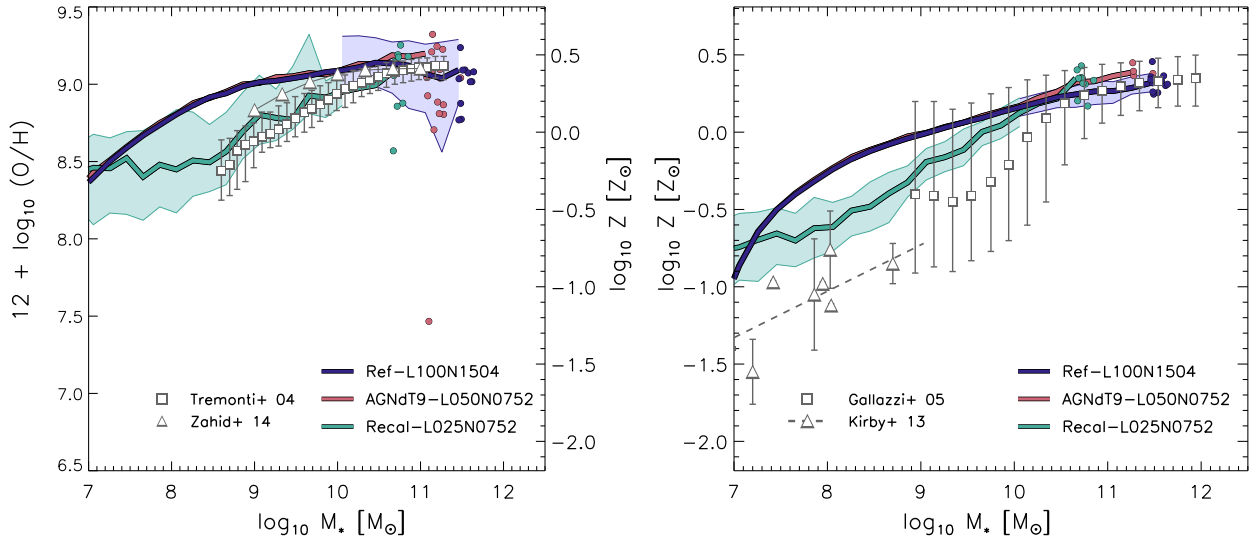 9.5
9.0
8.5
8.0
7.5
7.0
6.5
12 + log₁₀ (O/H)
0.5
0.0
−0.5
−1.0
−1.5
−2.0
log₁₀ Z [Z⊙]
7 8 9 10 11 12
log₁₀ M* [M⊙]
Ref−L100N1504
AGNdT9−L050N0752
Recal−L025N0752
Tremonti+ 04
Zahid+ 14
log₁₀ Z [Z⊙]
0.5
0.0
−0.5
−1.0
−1.5
−2.0
7 8 9 10 11 12
log₁₀ M* [M⊙]
Ref−L100N1504
AGNdT9−L050N0752
Recal−L025N0752
Gallazzi+ 05
Kirby+ 13